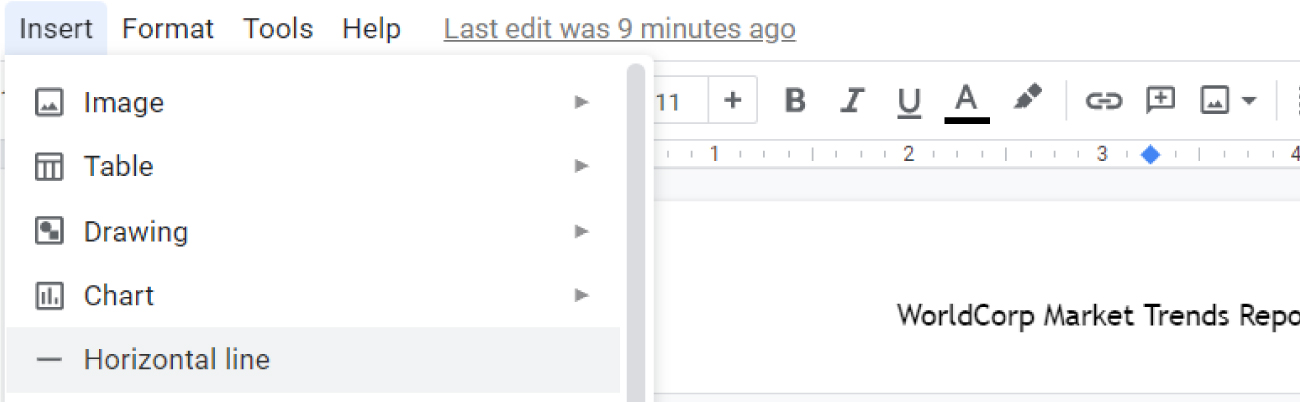 Insert Format Tools Help Last edit was 9 minutes ago
Image
11 + B I U A
Table
1 2 3 4
Drawing
Chart
WorldCorp Market Trends Repo
Horizontal line